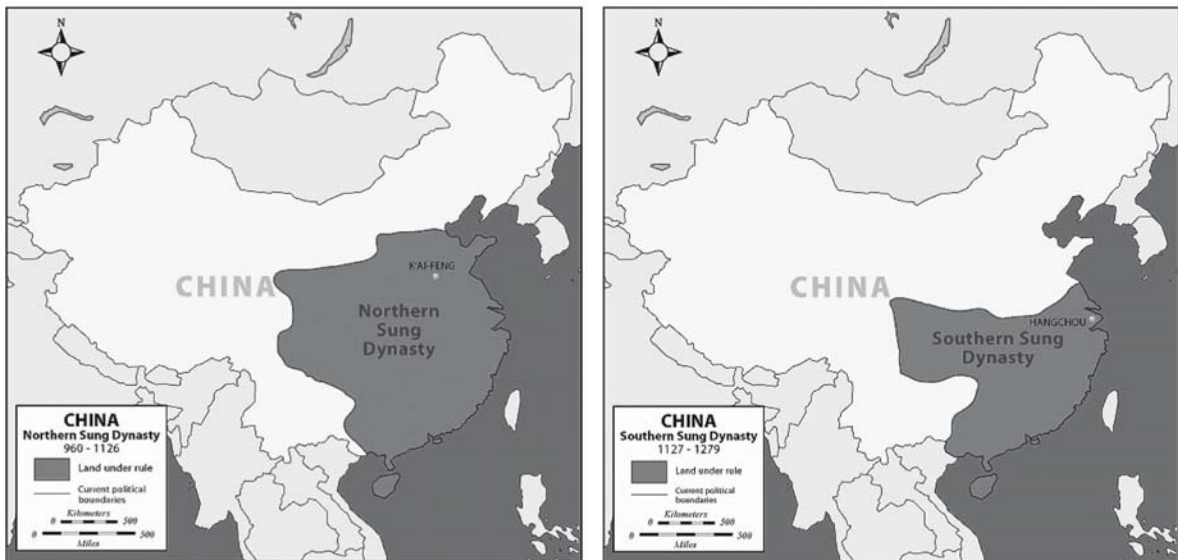 N
K'AI-FENG
CHINA
Northern
Sung
Dynasty
CHINA
Northern Sung Dynasty
960 - 1126
Land under rule
Current political
boundaries
Kilometers
0 500
0 500
Miles
N
CHINA
HANGCHOU
Southern Sung
Dynasty
CHINA
Southern Sung Dynasty
1127 - 1279
Land under rule
Current political
boundaries
Kilometers
0 500
0 500
Miles